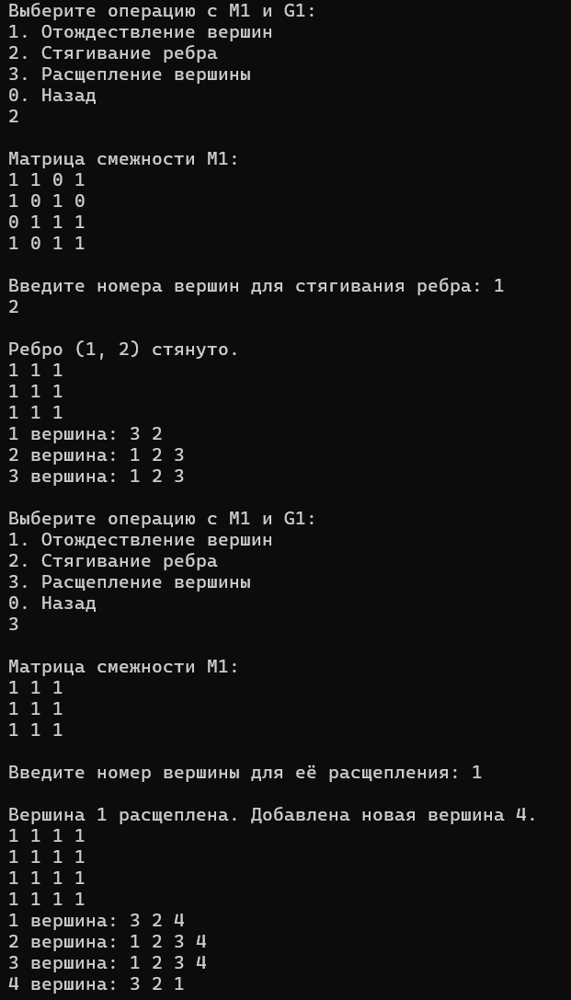 Выберите операцию с M1 и G1:
1. Отождествление вершин
2. Стягивание ребра
3. Расщепление вершины
0. Назад
2
Матрица смежности M1:
1 1 0 1
1 0 1 0
0 1 1 1
1 0 1 1
Введите номера вершин для стягивания ребра: 1
2
Ребро (1, 2) стянуто.
1 1 1
1 1 1
1 1 1
1 вершина: 3 2
2 вершина: 1 2 3
3 вершина: 1 2 3
Выберите операцию с M1 и G1:
1. Отождествление вершин
2. Стягивание ребра
3. Расщепление вершины
0. Назад
3
Матрица смежности M1:
1 1 1
1 1 1
1 1 1
Введите номер вершины для её расщепления: 1
Вершина 1 расщеплена. Добавлена новая вершина 4.
1 1 1 1
1 1 1 1
1 1 1 1
1 1 1 1
1 вершина: 3 2 4
2 вершина: 1 2 3 4
3 вершина: 1 2 3 4
4 вершина: 3 2 1